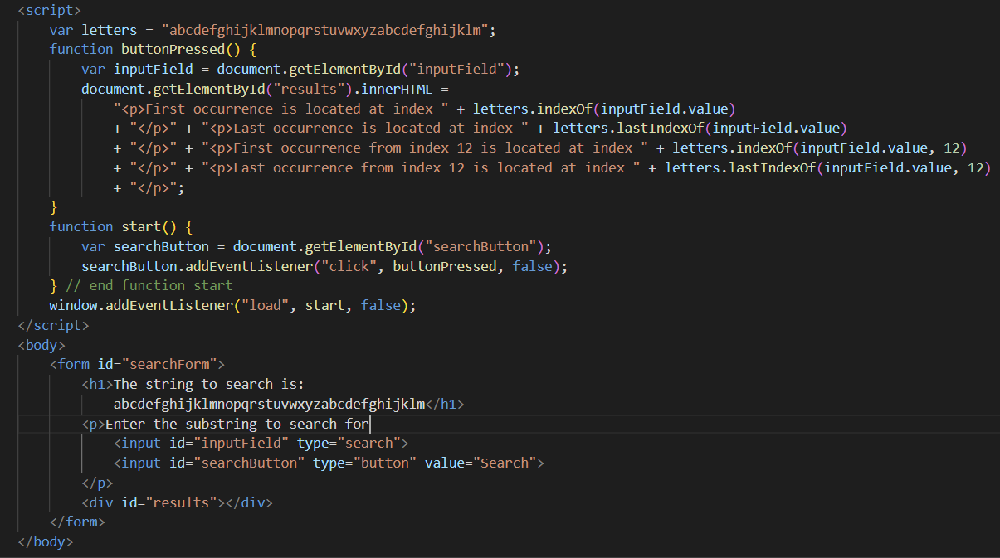 <script>
var letters = "abcdefghijklmnopqrstuvwxyzabcdefghijklm";
function buttonPressed() {
var inputField = document.getElementById("inputField");
document.getElementById("results").innerHTML =
"<p>First occurrence is located at index " + letters.indexOf(inputField.value)
+ "</p>" + "<p>Last occurrence is located at index " + letters.lastIndexOf(inputField.value)
+ "</p>" + "<p>First occurrence from index 12 is located at index " + letters.indexOf(inputField.value, 12)
+ "</p>" + "<p>Last occurrence from index 12 is located at index " + letters.lastIndexOf(inputField.value, 12)
+ "</p>";
}
function start() {
var searchButton = document.getElementById("searchButton");
searchButton.addEventListener("click", buttonPressed, false);
} // end function start
window.addEventListener("load", start, false);
</script>
<body>
<form id="searchForm">
<h1>The string to search is:
abcdefghijklmnopqrstuvwxyzabcdefghijklm</h1>
<p>Enter the substring to search for
<input id="inputField" type="search">
<input id="searchButton" type="button" value="Search">
</p>
<div id="results"></div>
</form>
</body>